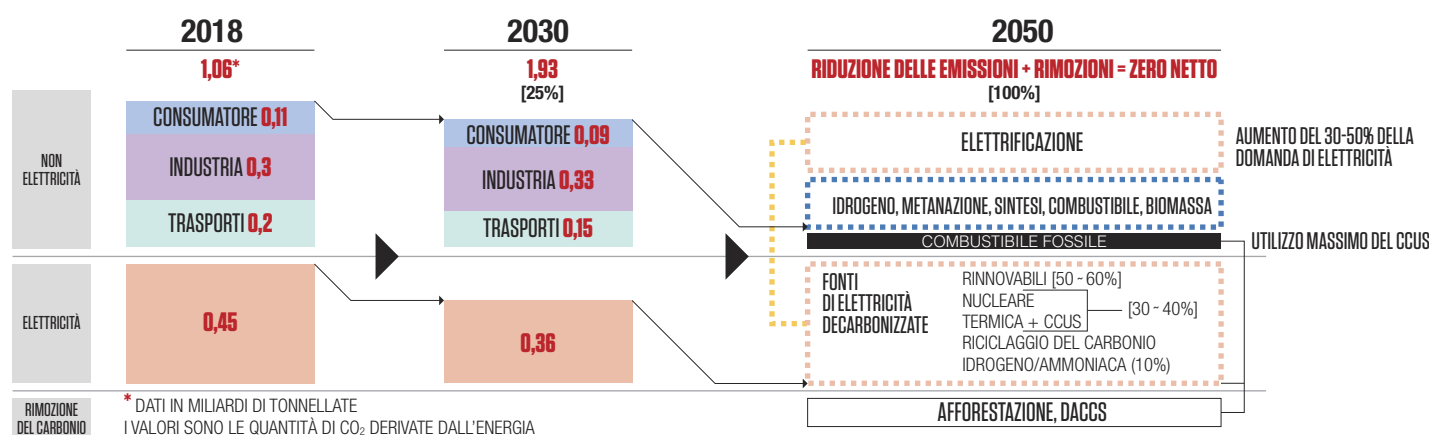 2018
2030
2050
1,06*
1,93
[25%]
RIDUZIONE DELLE EMISSIONI + RIMOZIONI = ZERO NETTO
[100%]
NON
ELETTRICITÀ
CONSUMATORE 0,11
INDUSTRIA 0,3
TRASPORTI 0,2
CONSUMATORE 0,09
INDUSTRIA 0,33
TRASPORTI 0,15
ELETTRIFICAZIONE
AUMENTO DEL 30-50% DELLA
DOMANDA DI ELETTRICITÀ
IDROGENO, METANAZIONE, SINTESI, COMBUSTIBILE, BIOMASSA
COMBUSTIBILE FOSSILE
UTILIZZO MASSIMO DEL CCUS
ELETTRICITÀ
0,45
0,36
FONTI
DI ELETTRICITÀ
DECARBONIZZATE
RINNOVABILI [50 ~ 60%]
NUCLEARE
TERMICA + CCUS
[30 ~ 40%]
RICICLAGGIO DEL CARBONIO
IDROGENO/AMMONIACA (10%)
RIMOZIONE
DEL CARBONIO
* DATI IN MILIARDI DI TONNELLATE
I VALORI SONO LE QUANTITÀ DI CO₂ DERIVATE DALL'ENERGIA
AFFORESTAZIONE, DACCS